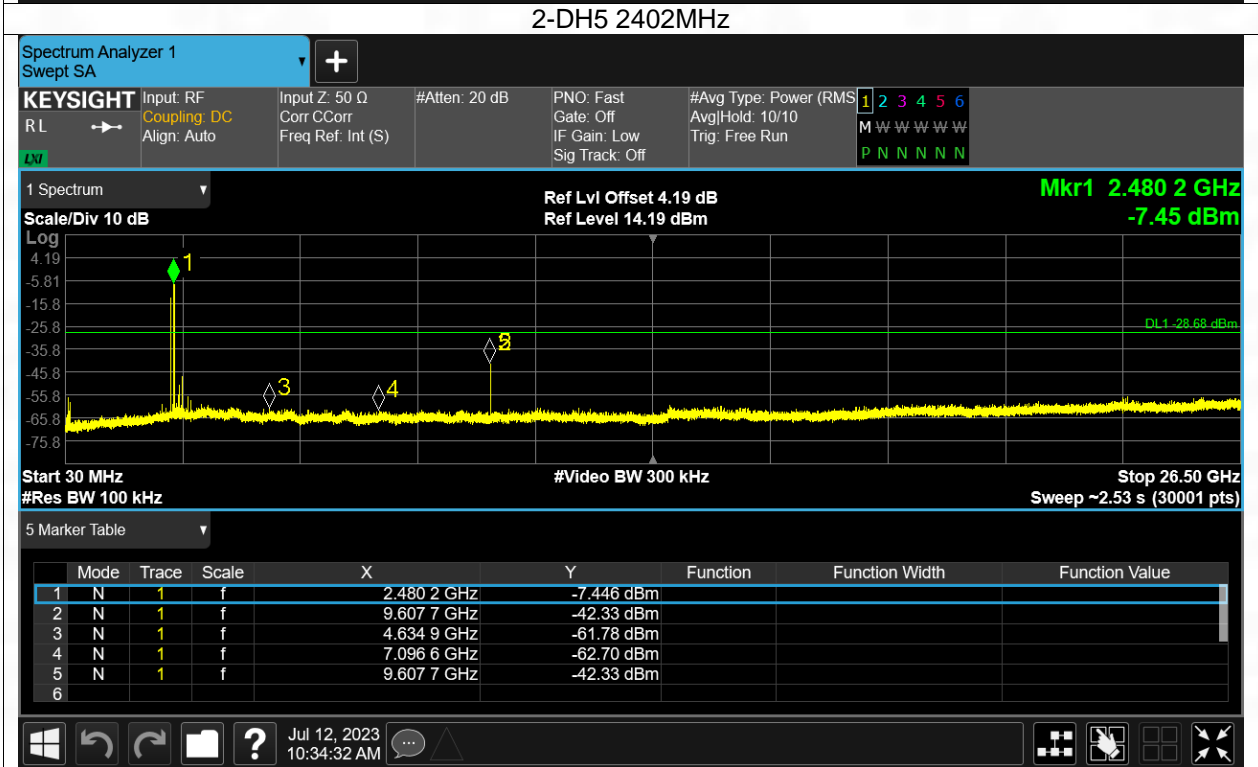 2-DH5 2402MHz
Spectrum Analyzer 1
Swept SA
+
KEYSIGHT
R L
LXI
Input: RF
Coupling: DC
Align: Auto
Input Z: 50 Ω
Corr CCorr
Freq Ref: Int (S)
#Atten: 20 dB
PNO: Fast
Gate: Off
IF Gain: Low
Sig Track: Off
#Avg Type: Power (RMS
Avg|Hold: 10/10
Trig: Free Run
1 2 3 4 5 6
M W W W W W
P N N N N N
1 Spectrum
Scale/Div 10 dB
Ref Lvl Offset 4.19 dB
Ref Level 14.19 dBm
Mkr1 2.480 2 GHz
-7.45 dBm
Log
4.19
-5.81
-15.8
-25.8
-35.8
-45.8
-55.8
-65.8
-75.8
1
3
4
DL1 -28.68 dBm
Start 30 MHz
#Video BW 300 kHz
Stop 26.50 GHz
#Res BW 100 kHz
Sweep ~2.53 s (30001 pts)
5 Marker Table
Mode Trace Scale X Y Function Function Width Function Value
1 N 1 f 2.480 2 GHz -7.446 dBm
2 N 1 f 9.607 7 GHz -42.33 dBm
3 N 1 f 4.634 9 GHz -61.78 dBm
4 N 1 f 7.096 6 GHz -62.70 dBm
5 N 1 f 9.607 7 GHz -42.33 dBm
6
?
Jul 12, 2023
10:34:32 AM